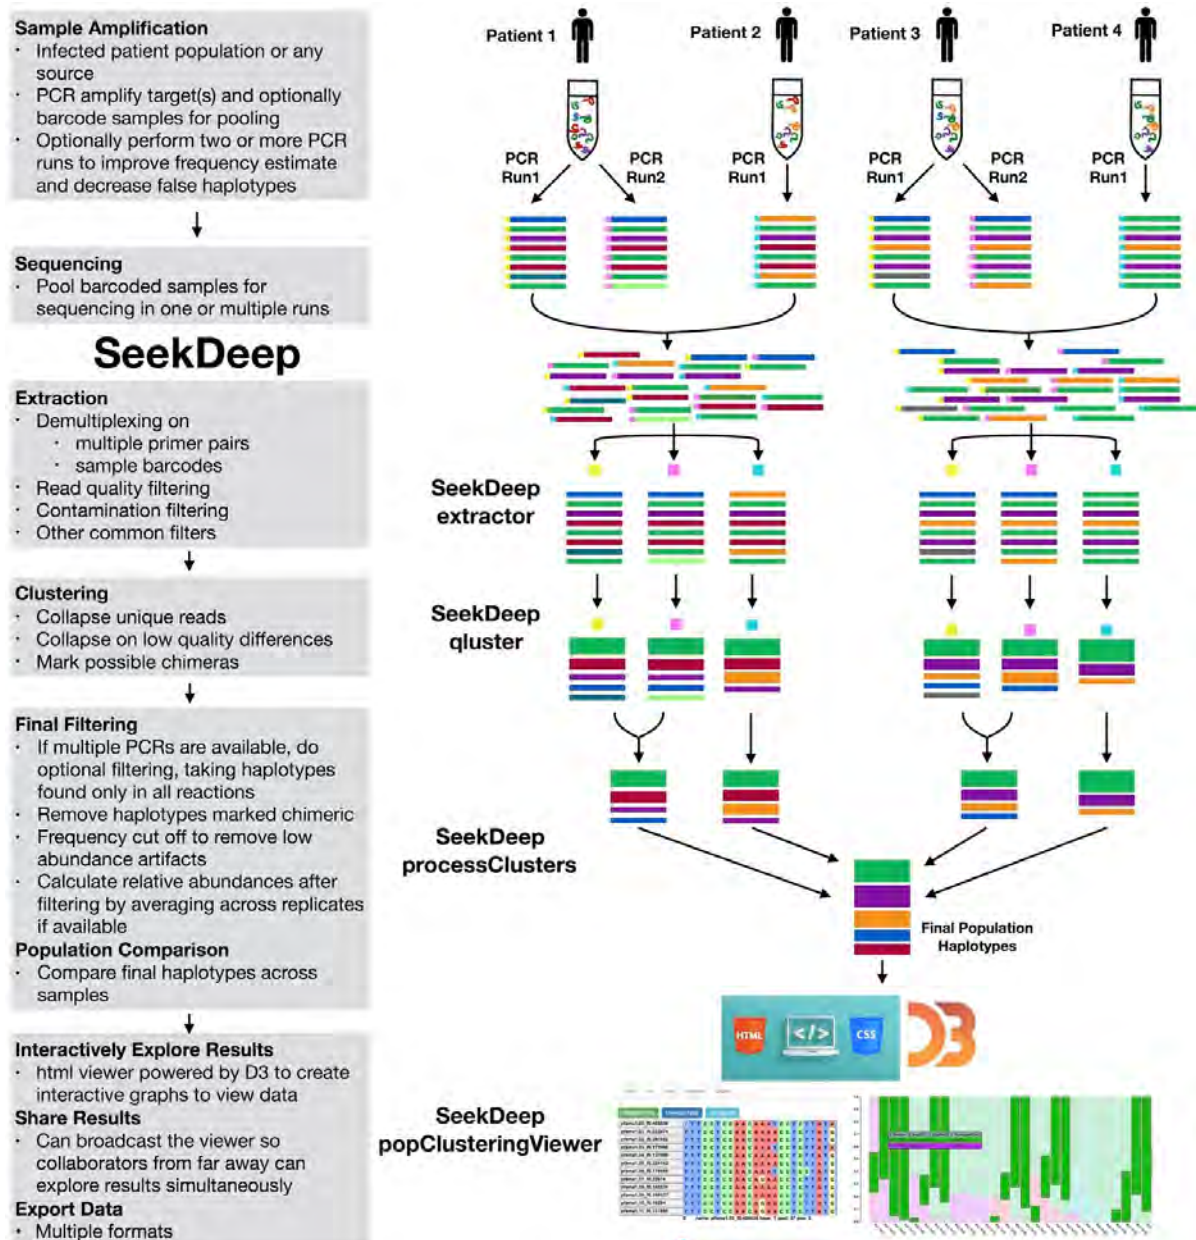 Sample Amplification
· Infected patient population or any
source
· PCR amplify target(s) and optionally
barcode samples for pooling
· Optionally perform two or more PCR
runs to improve frequency estimate
and decrease false haplotypes
Sequencing
· Pool barcoded samples for
sequencing in one or multiple runs
SeekDeep
Extraction
· Demultiplexing on
· multiple primer pairs
· sample barcodes
· Read quality filtering
· Contamination filtering
· Other common filters
Clustering
· Collapse unique reads
· Collapse on low quality differences
· Mark possible chimeras
Final Filtering
· If multiple PCRs are available, do
optional filtering, taking haplotypes
found only in all reactions
· Remove haplotypes marked chimeric
· Frequency cut off to remove low
abundance artifacts
· Calculate relative abundances after
filtering by averaging across replicates
if available
Population Comparison
· Compare final haplotypes across
samples
Interactively Explore Results
· html viewer powered by D3 to create
interactive graphs to view data
Share Results
· Can broadcast the viewer so
collaborators from far away can
explore results simultaneously
Export Data
· Multiple formats
Patient 1
Patient 2
Patient 3
Patient 4
PCR
Run1
PCR
Run2
PCR
Run1
PCR
Run1
PCR
Run2
PCR
Run1
SeekDeep
extractor
SeekDeep
qluster
SeekDeep
processClusters
Final Population
Haplotypes
HTML
</>
CSS
D3
SeekDeep
popClusteringViewer